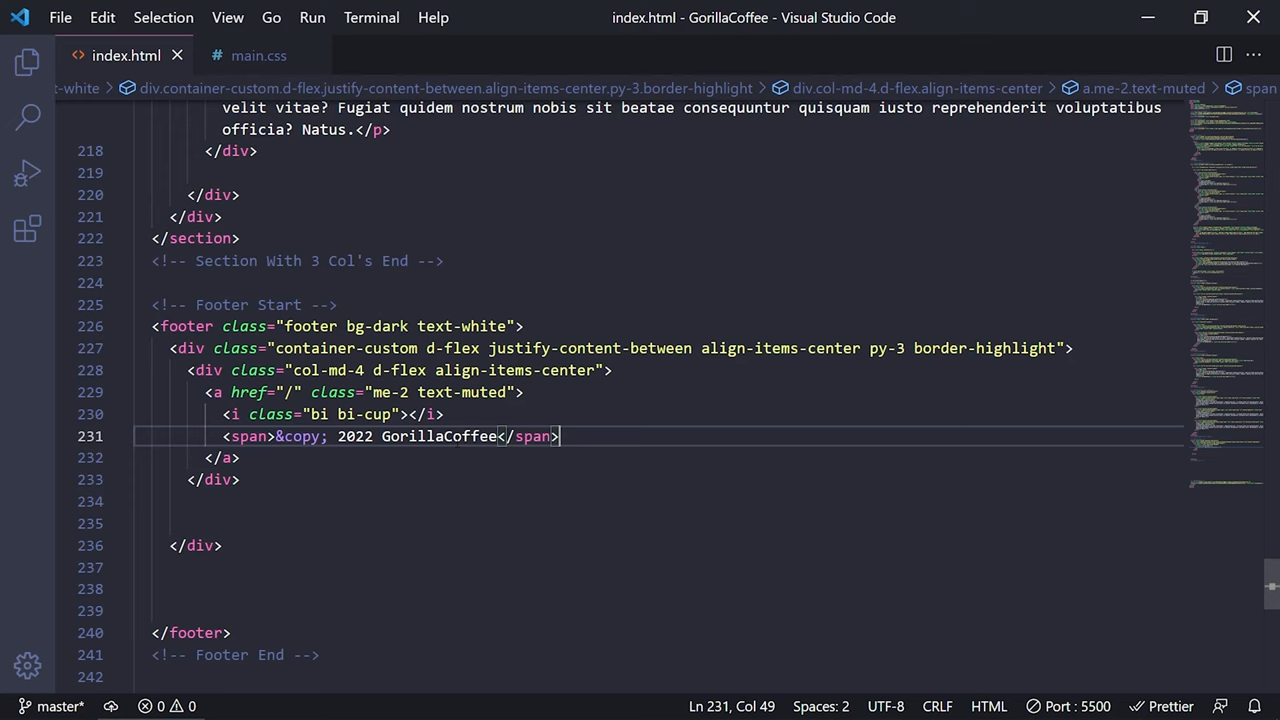 File Edit Selection View Go Run Terminal Help index.html - GorillaCoffee - Visual Studio Code
<> index.html # main.css
t-white > div.container-custom.d-flex.justify-content-between.align-items-center.py-3.border-highlight > div.col-md-4.d-flex.align-items-center > a.me-2.text-muted > span
velit vitae? Fugiat quidem nostrum nobis sit beatae consequuntur quisquam iusto reprehenderit voluptatibus
officia? Natus.</p>
218 </div>
219
220 </div>
221 </div>
222 </section>
223 <!-- Section With 3 Col's End -->
224
225 <!-- Footer Start -->
226 <footer class="footer bg-dark text-white">
227 <div class="container-custom d-flex justify-content-between align-items-center py-3 border-highlight">
228 <div class="col-md-4 d-flex align-items-center">
229 <a href="/" class="me-2 text-muted">
230 <i class="bi bi-cup"></i>
231 <span>&copy; 2022 GorillaCoffee</span>
232 </a>
233 </div>
234
235
236 </div>
237
238
239
240 </footer>
241 <!-- Footer End -->
242
master* 0 0 Ln 231, Col 49 Spaces: 2 UTF-8 CRLF HTML Port : 5500 Prettier